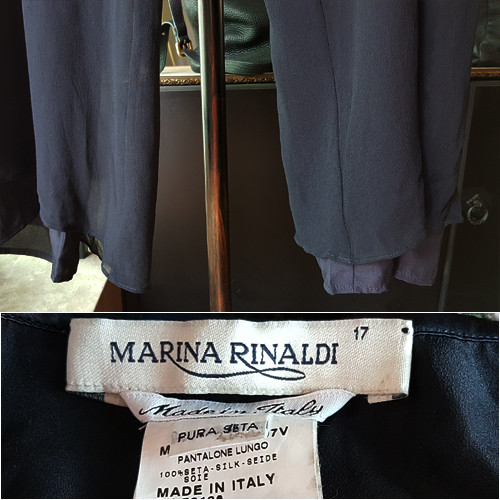 17
MARINA RINALDI
Made in Italy
PURA SETA
M 7V
PANTALONE LUNGO
100%SETA-SILK-SEIDE
SOIE
MADE IN ITALY